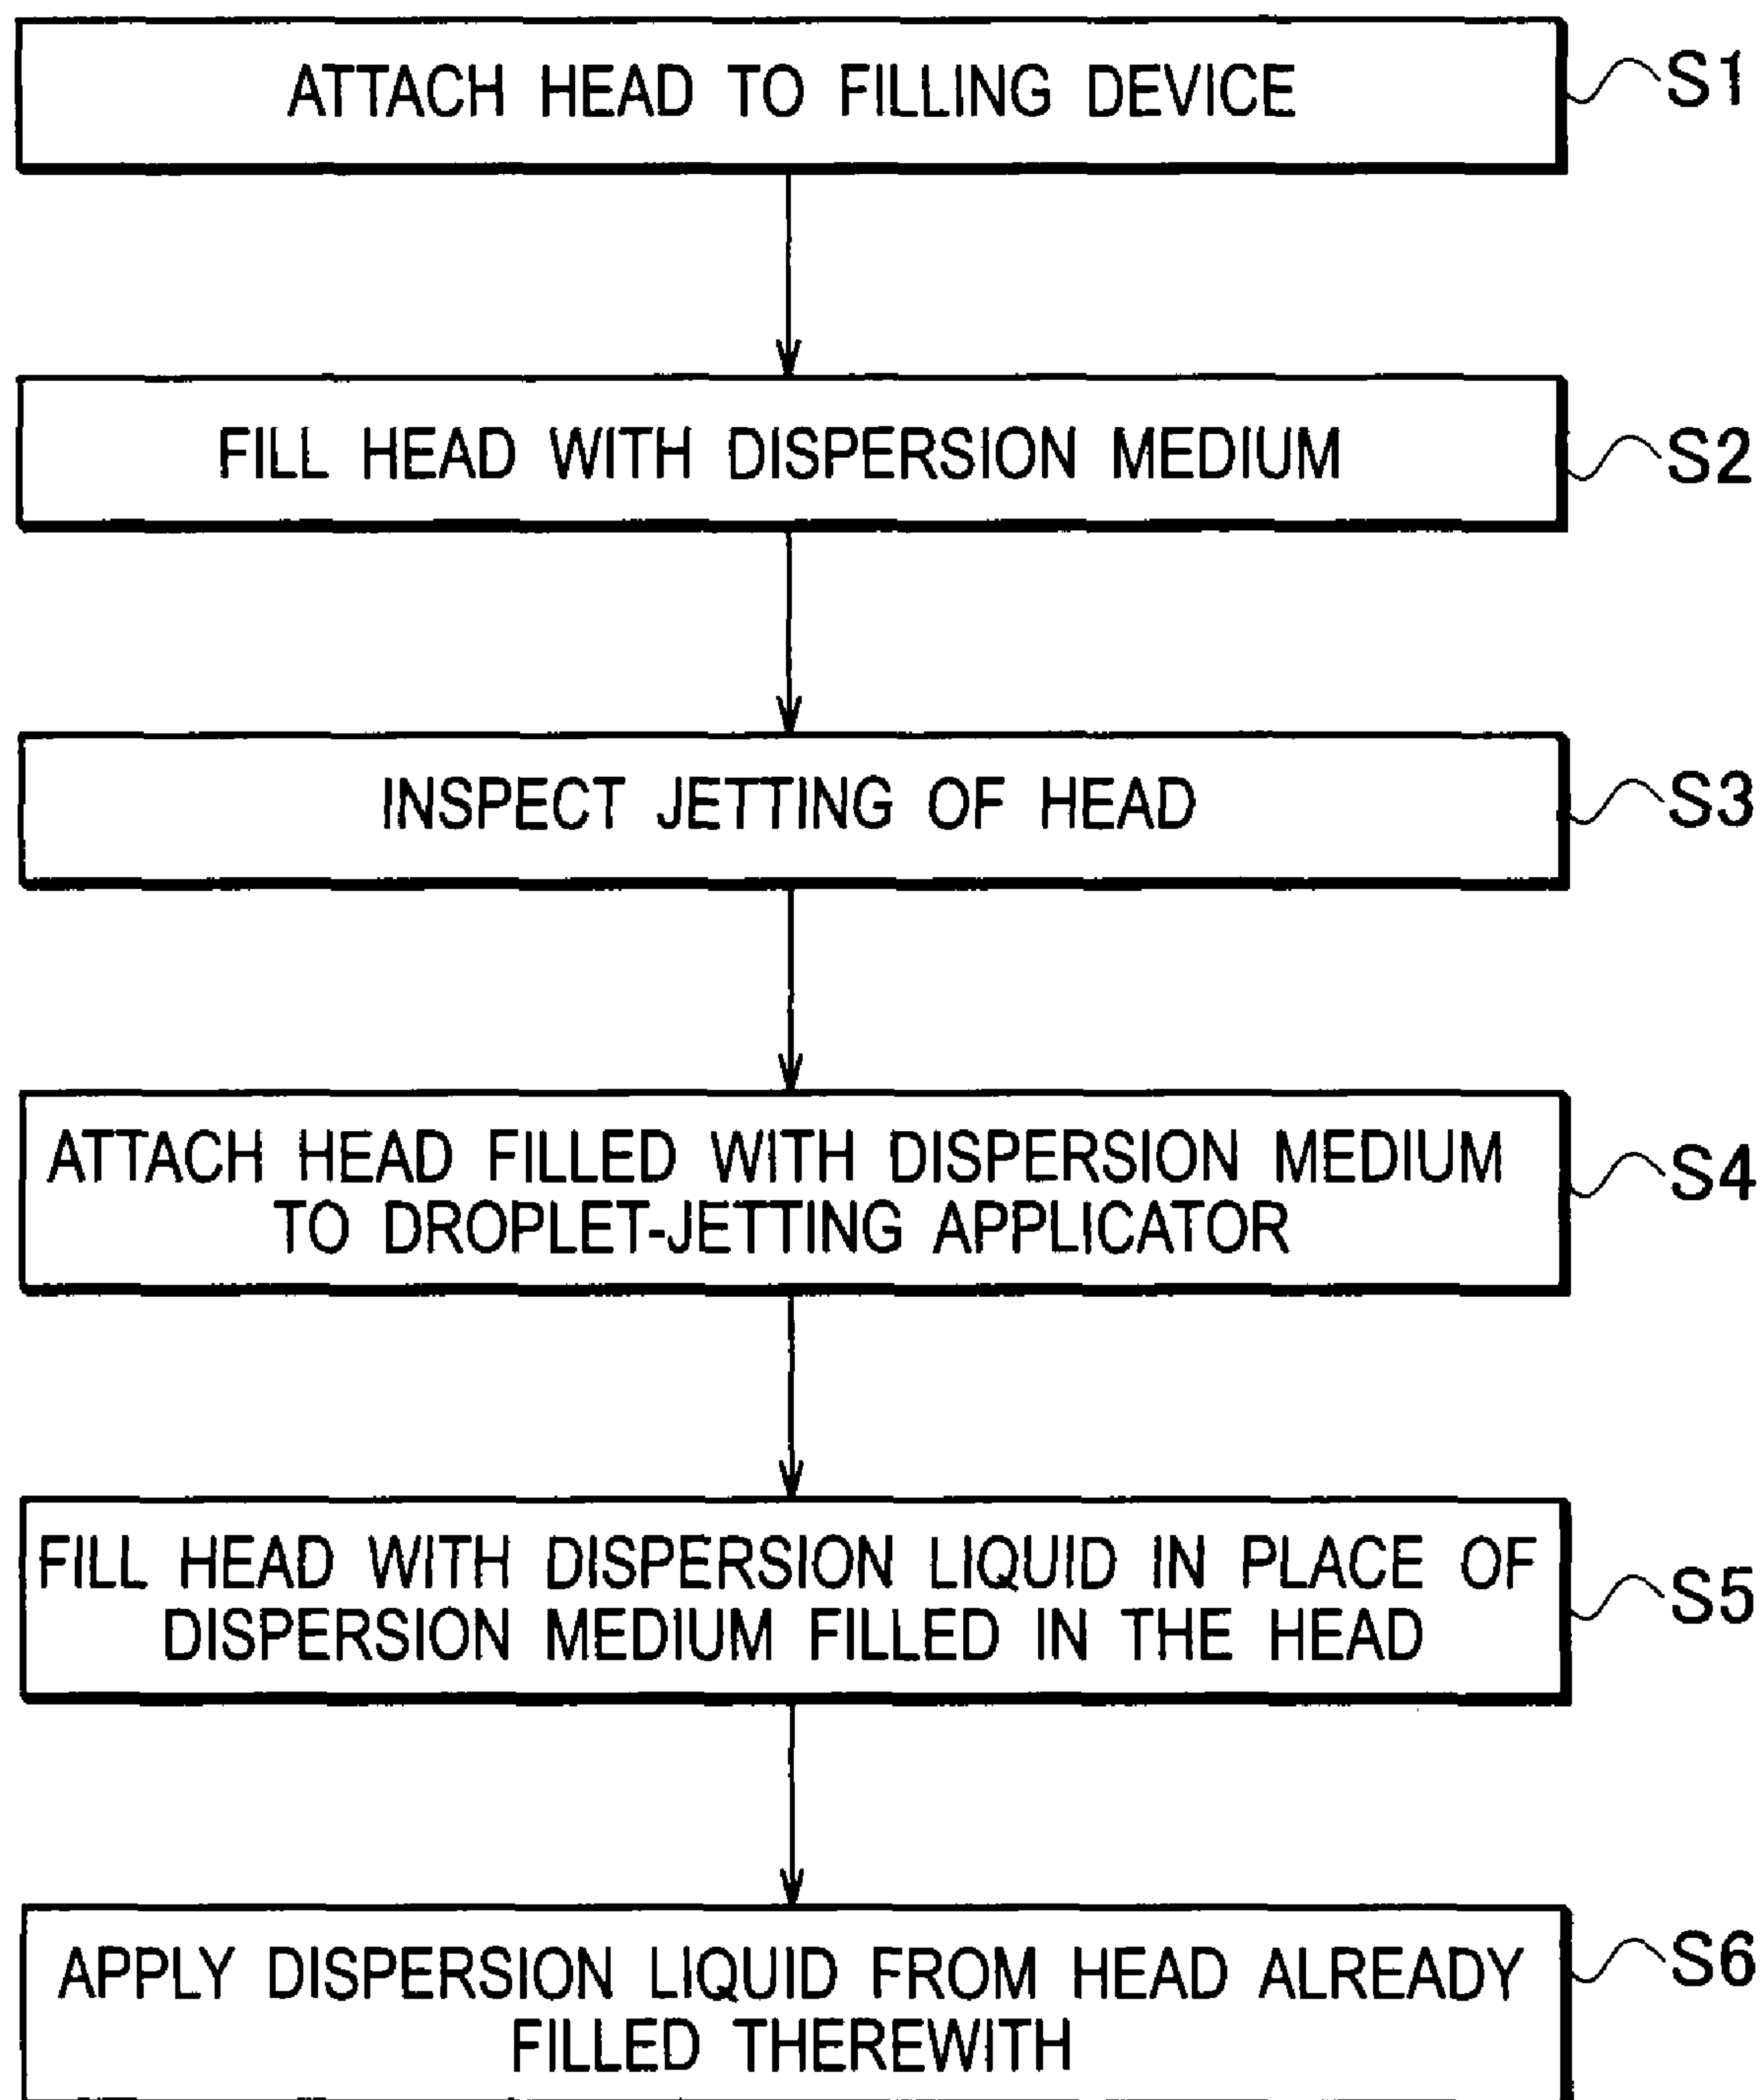 ATTACH HEAD TO FILLING DEVICE
S1
FILL HEAD WITH DISPERSION MEDIUM
S2
INSPECT JETTING OF HEAD
S3
ATTACH HEAD FILLED WITH DISPERSION MEDIUM
TO DROPLET-JETTING APPLICATOR
S4
FILL HEAD WITH DISPERSION LIQUID IN PLACE OF
DISPERSION MEDIUM FILLED IN THE HEAD
S5
APPLY DISPERSION LIQUID FROM HEAD ALREADY
FILLED THEREWITH
S6